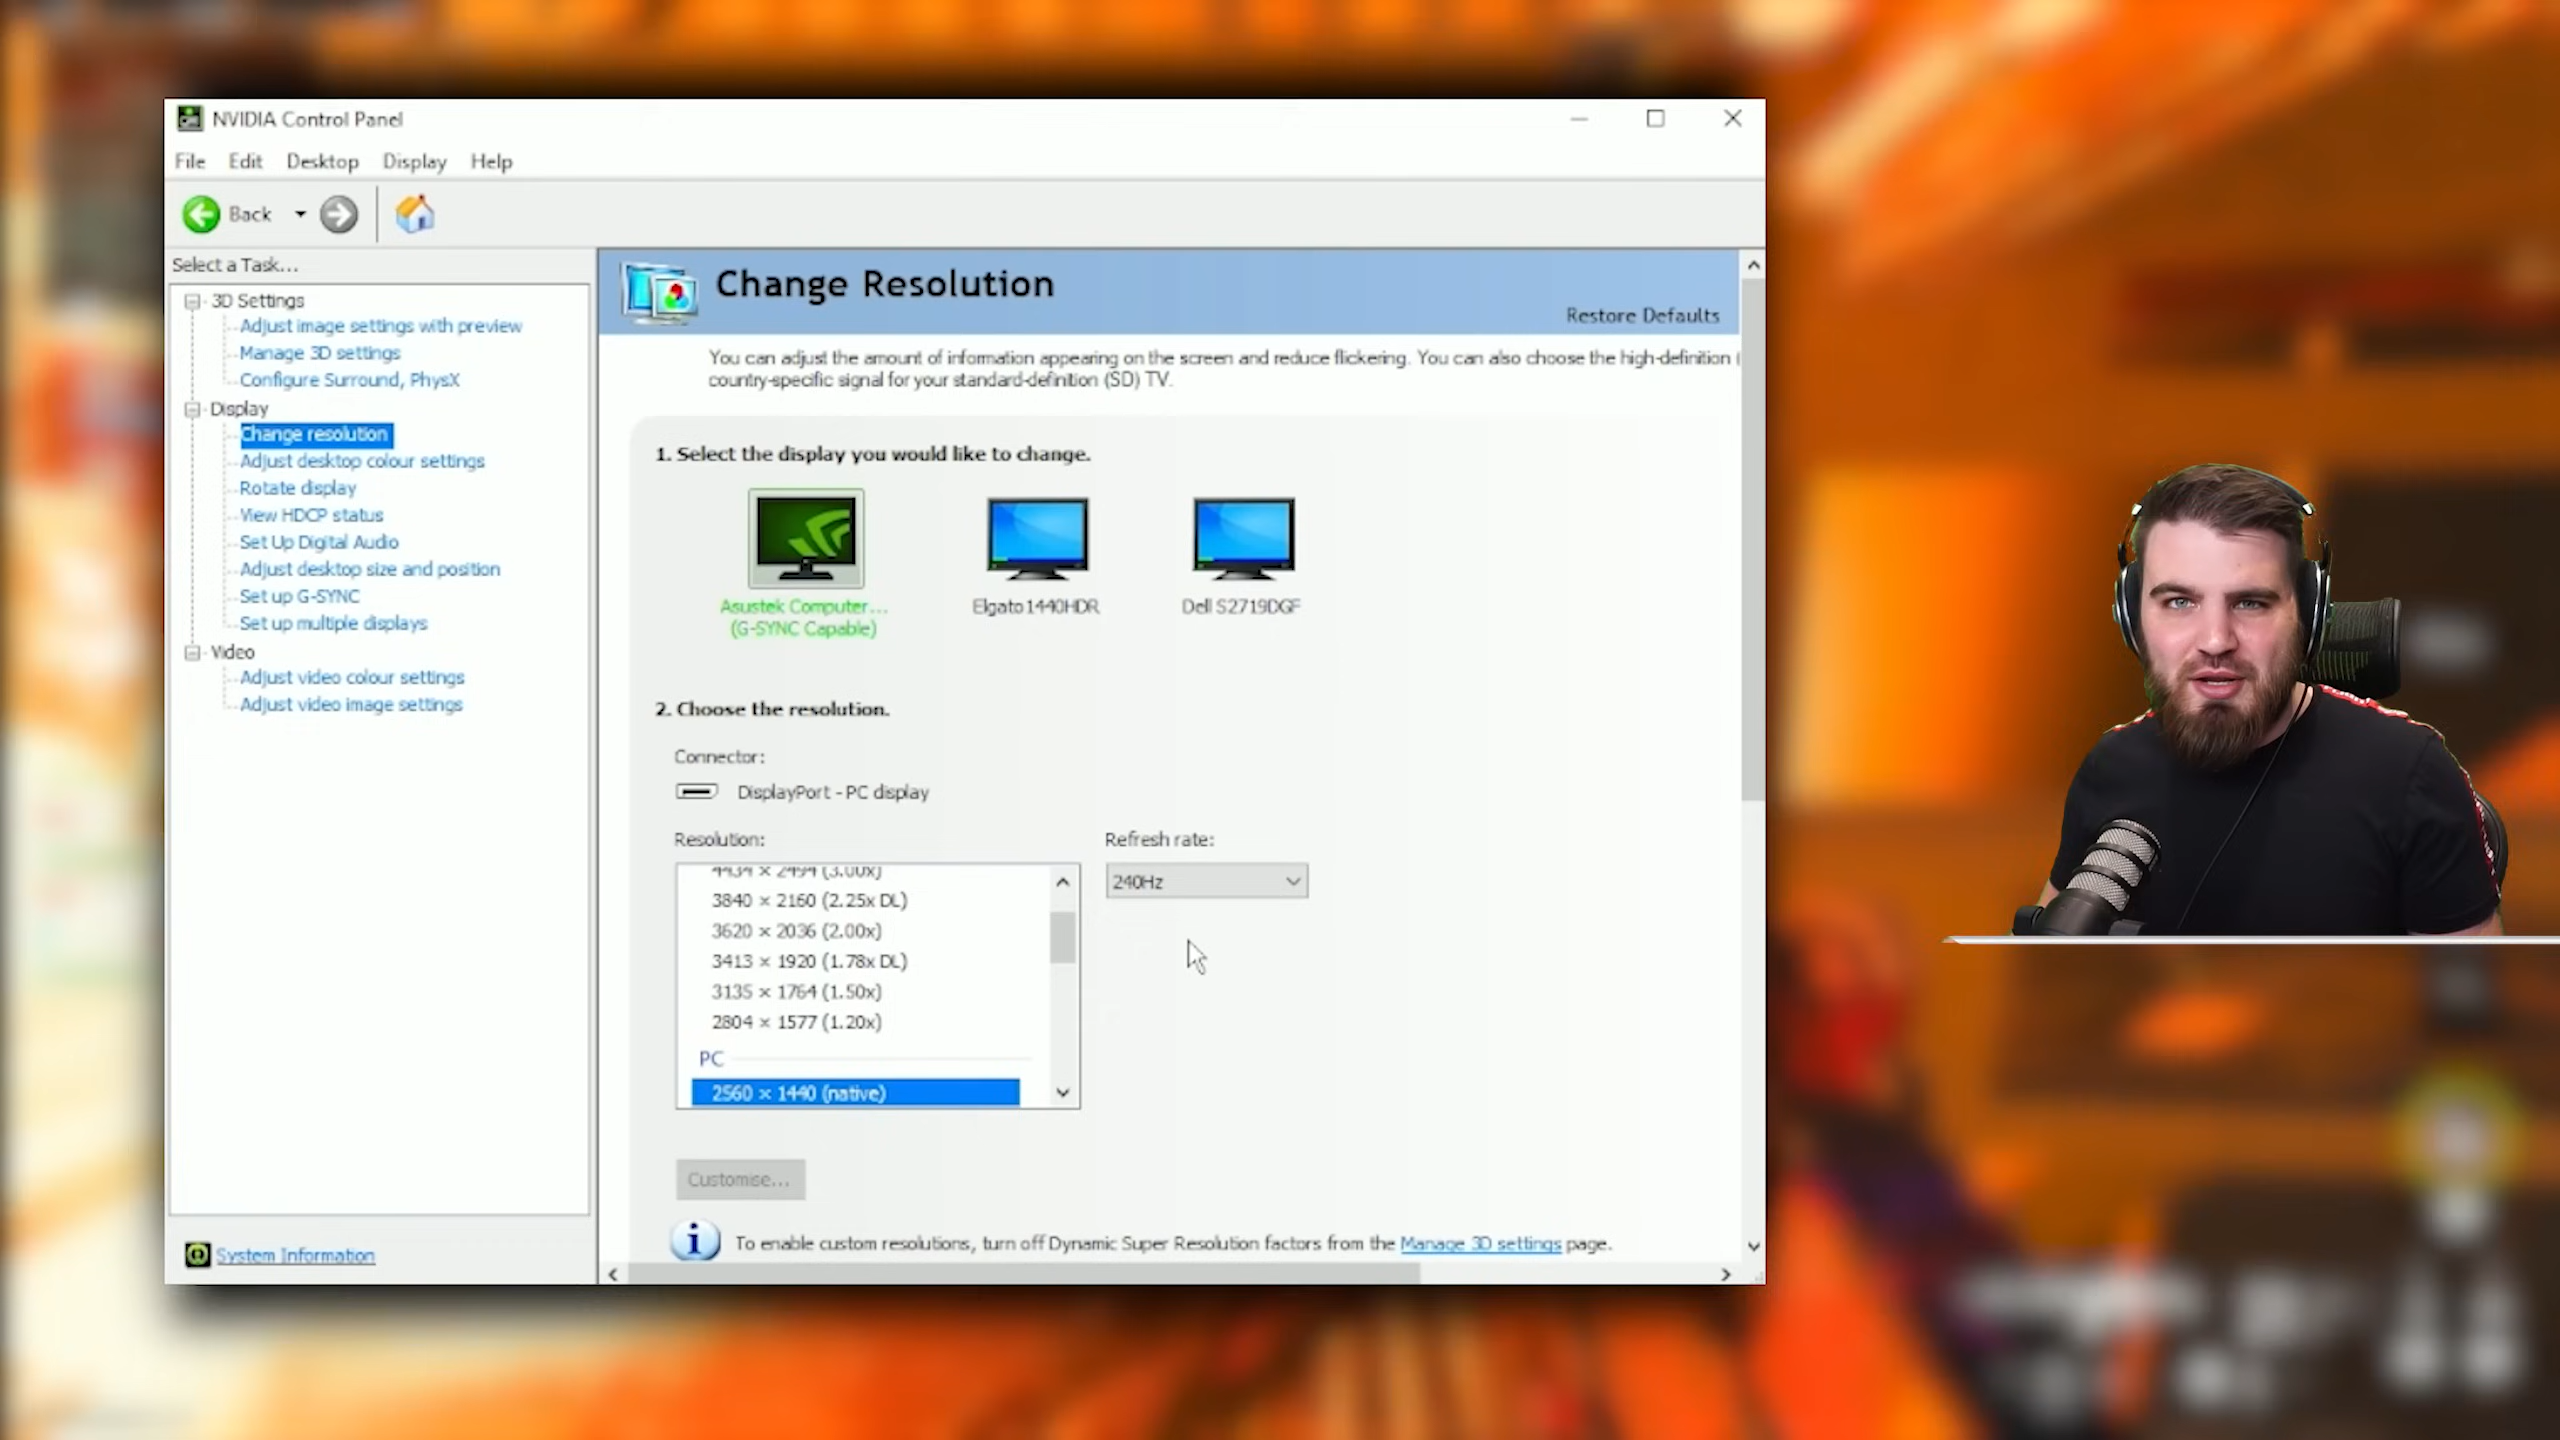 NVIDIA Control Panel
File Edit Desktop Display Help
Back
Select a Task...
3D Settings
Adjust image settings with preview
Manage 3D settings
Configure Surround, PhysX
Display
Change resolution
Adjust desktop colour settings
Rotate display
View HDCP status
Set Up Digital Audio
Adjust desktop size and position
Set up G-SYNC
Set up multiple displays
Video
Adjust video colour settings
Adjust video image settings
System Information
Change Resolution
Restore Defaults
You can adjust the amount of information appearing on the screen and reduce flickering. You can also choose the high-definition (
country-specific signal for your standard-definition (SD) TV.
1. Select the display you would like to change.
Asustek Computer...
(G-SYNC Capable)
Elgato 1440HDR
Dell S2719DGF
2. Choose the resolution.
Connector:
DisplayPort - PC display
Resolution:
Refresh rate:
4434 × 2494 (3.00x)
240Hz
3840 × 2160 (2.25x DL)
3620 × 2036 (2.00x)
3413 × 1920 (1.78x DL)
3135 × 1764 (1.50x)
2804 × 1577 (1.20x)
PC
2560 × 1440 (native)
Customise...
To enable custom resolutions, turn off Dynamic Super Resolution factors from the Manage 3D settings page.